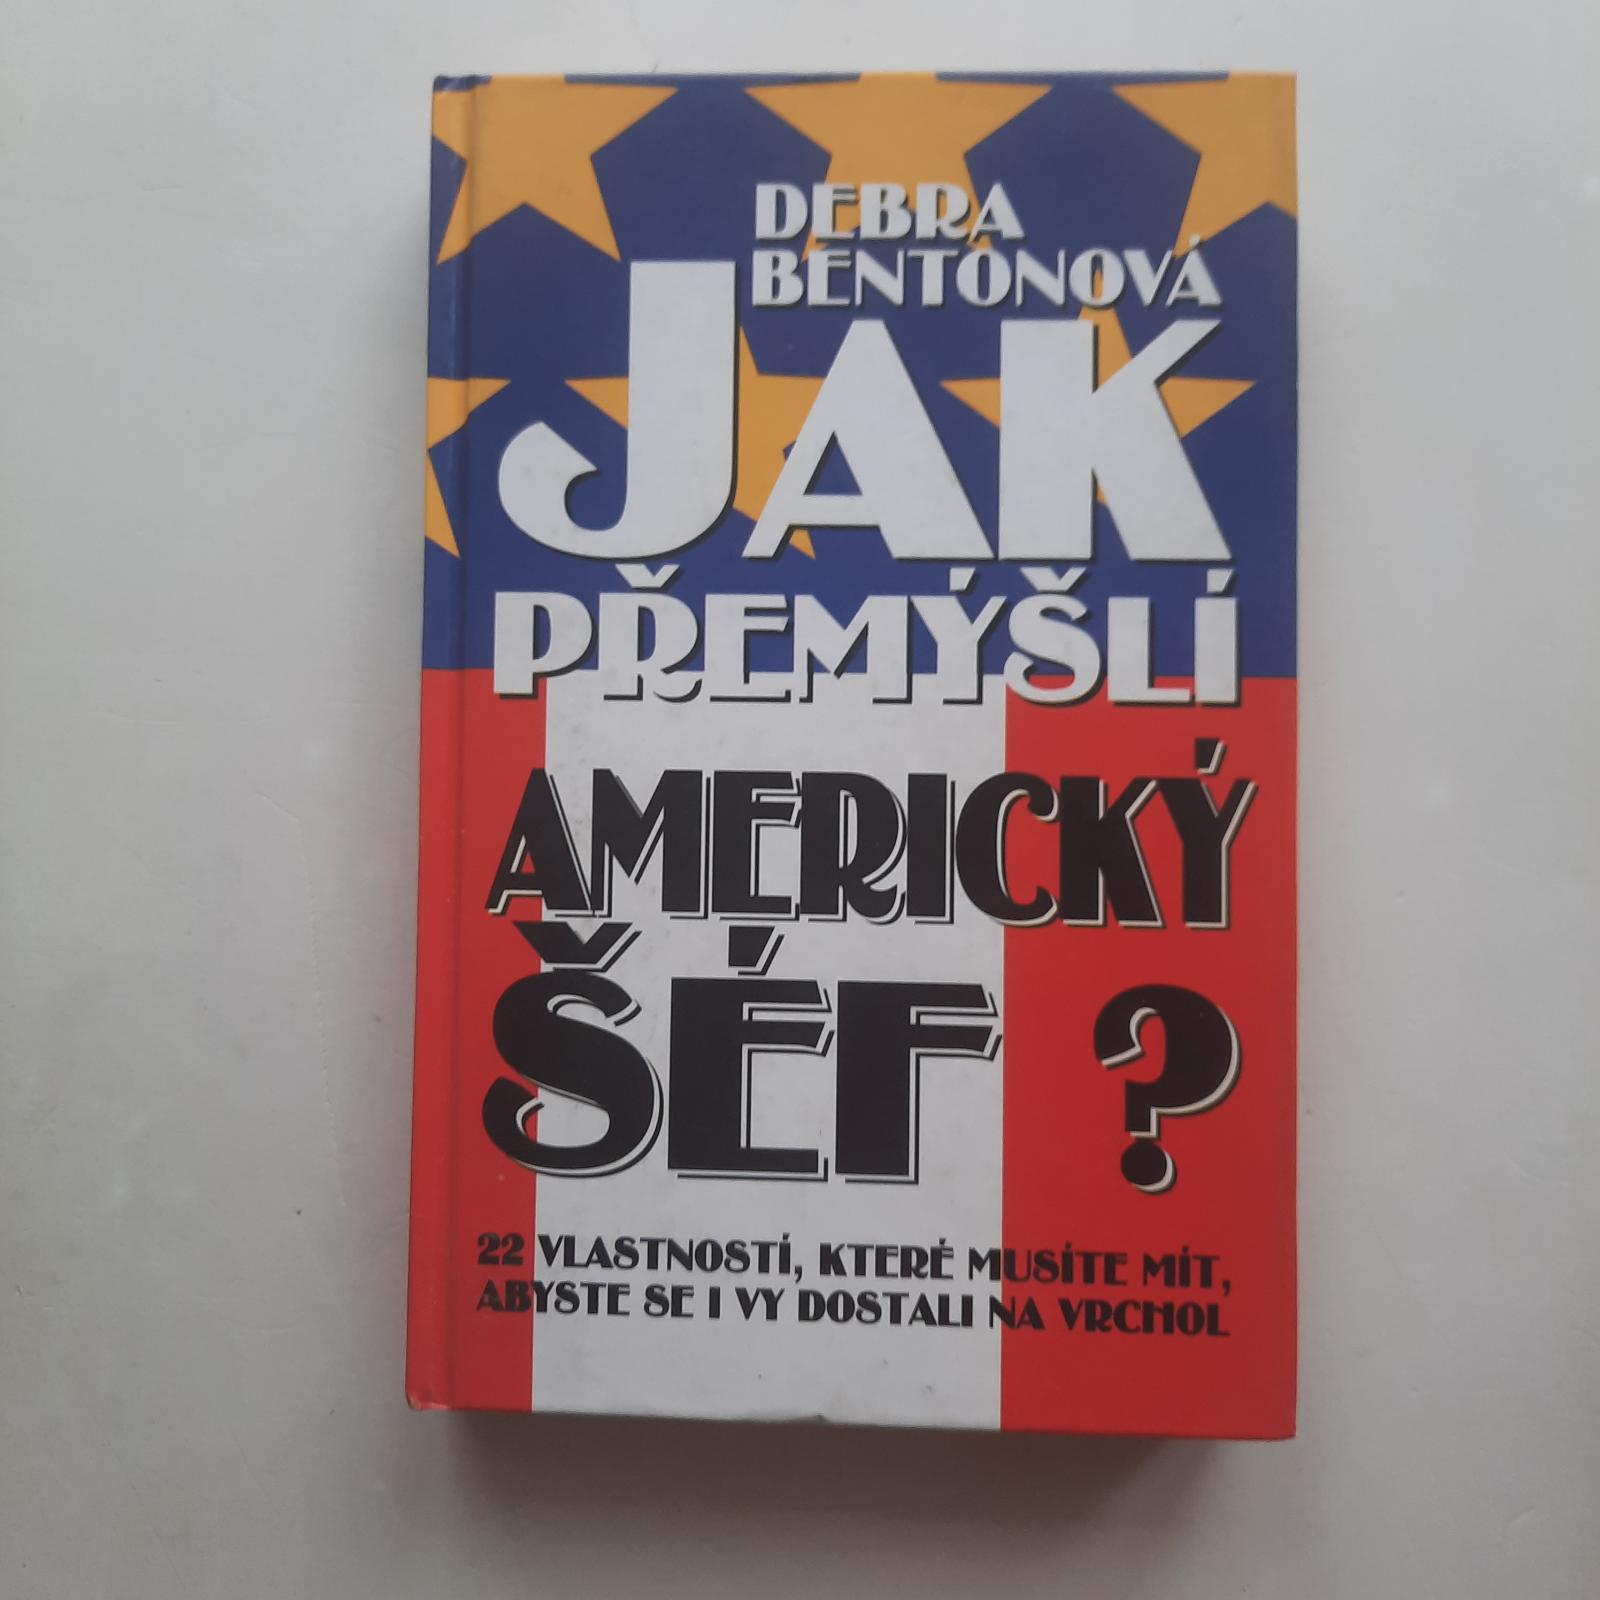 DEBRA
BENTONOVÁ
JAK
PŘEMÝŠLÍ
AMERICKÝ
ŠÉF ?
22 VLASTNOSTÍ, KTERÉ MUSÍTE MÍT,
ABYSTE SE I VY DOSTALI NA VRCHOL